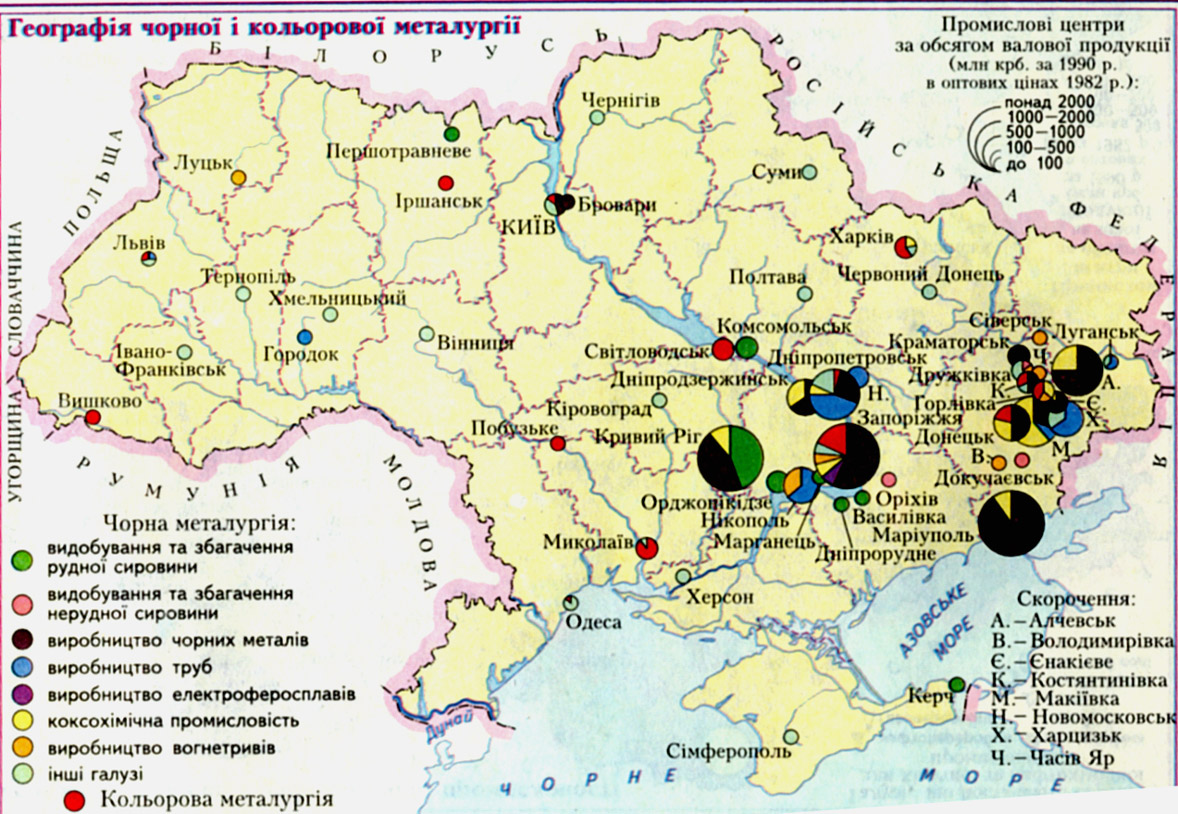 Географія чорної і кольорової металургії
Промислові центри
за обсягом валової продукції
(млн крб. за 1990 р.
в оптових цінах 1982 р.):
понад 2000
1000—2000
500—1000
100—500
до 100
БІЛОРУСЬ
РОСІЙСЬКА ФЕДЕРАЦІЯ
ПОЛЬЩА
СЛОВАЧЧИНА
УГОРЩИНА
РУМУНІЯ
МОЛДОВА
Чернігів
Першотравневе
Луцьк
Суми
Іршанськ
Бровари
КИЇВ
Львів
Харків
Тернопіль
Полтава
Червоний Донець
Хмельницький
Комсомольськ
Сіверськ
Луганськ
Вінниця
Краматорськ
Ч.
Івано-
Франківськ
Городок
Світловодськ
Дніпропетровськ
Дружківка
А.
Дніпродзержинськ
Н.
К.
Вишково
Кіровоград
Горлівка
Є.
Запоріжжя
Х.
Побузьке
Кривий Ріг
Донецьк
М.
В.
Докучаєвськ
Орджонікідзе
Оріхів
Нікополь
Василівка
Марганець
Маріуполь
Миколаїв
Дніпрорудне
Херсон
Одеса
АЗОВСЬКЕ
МОРЕ
Керч
Дунай
Сімферополь
ЧОРНЕ МОРЕ
Чорна металургія:
видобування та збагачення
рудної сировини
видобування та збагачення
нерудної сировини
виробництво чорних металів
виробництво труб
виробництво електроферосплавів
коксохімічна промисловість
виробництво вогнетривів
інші галузі
Кольорова металургія
Скорочення:
А.–Алчевськ
В.–Володимирівка
Є.–Єнакієве
К.–Костянтинівка
М.– Макіївка
Н.–Новомосковськ
Х.–Харцизьк
Ч.– Часів Яр